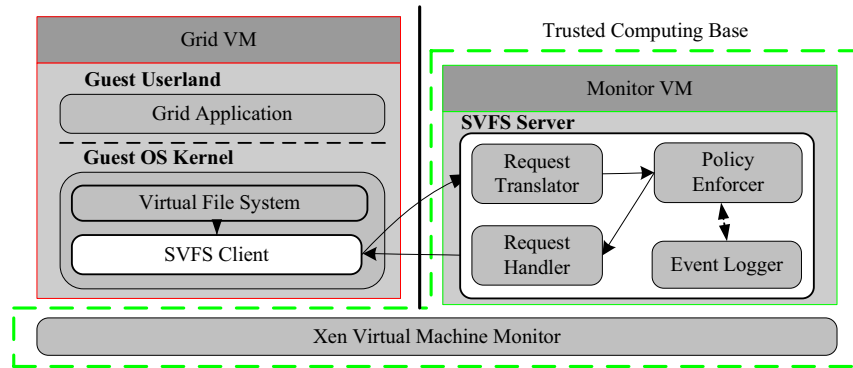 Grid VM
Guest Userland
Grid Application
Guest OS Kernel
Virtual File System
SVFS Client
Trusted Computing Base
Monitor VM
SVFS Server
Request
Translator
Policy
Enforcer
Request
Handler
Event Logger
Xen Virtual Machine Monitor